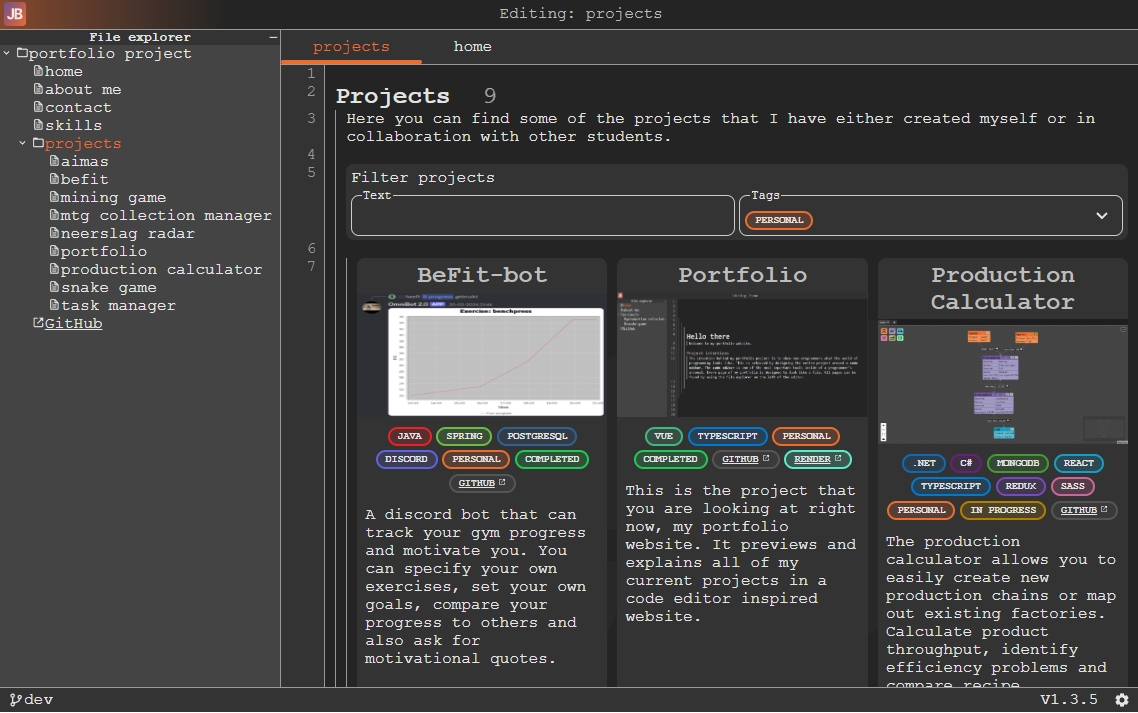 JB
Editing: projects
File explorer
portfolio project
home
about me
contact
skills
projects
aimas
befit
mining game
mtg collection manager
neerslag radar
portfolio
production calculator
snake game
task manager
GitHub
projects home
1
2
3
4
5
6
7
Projects 9
Here you can find some of the projects that I have either created myself or in
collaboration with other students.
Filter projects
Text
Tags
PERSONAL
BeFit-bot
OmniBot 2.0 APP
Exercise: benchpress
JAVA SPRING POSTGRESQL
DISCORD PERSONAL COMPLETED
GITHUB
A discord bot that can
track your gym progress
and motivate you. You
can specify your own
exercises, set your own
goals, compare your
progress to others and
also ask for
motivational quotes.
Portfolio
Hello there
Welcome to my portfolio website.
VUE TYPESCRIPT PERSONAL
COMPLETED GITHUB RENDER
This is the project that
you are looking at right
now, my portfolio
website. It previews and
explains all of my
current projects in a
code editor inspired
website.
Production
Calculator
.NET C# MONGODB REACT
TYPESCRIPT REDUX SASS
PERSONAL IN PROGRESS GITHUB
The production
calculator allows you to
easily create new
production chains or map
out existing factories.
Calculate product
throughput, identify
efficiency problems and
compare recipe
dev
V1.3.5